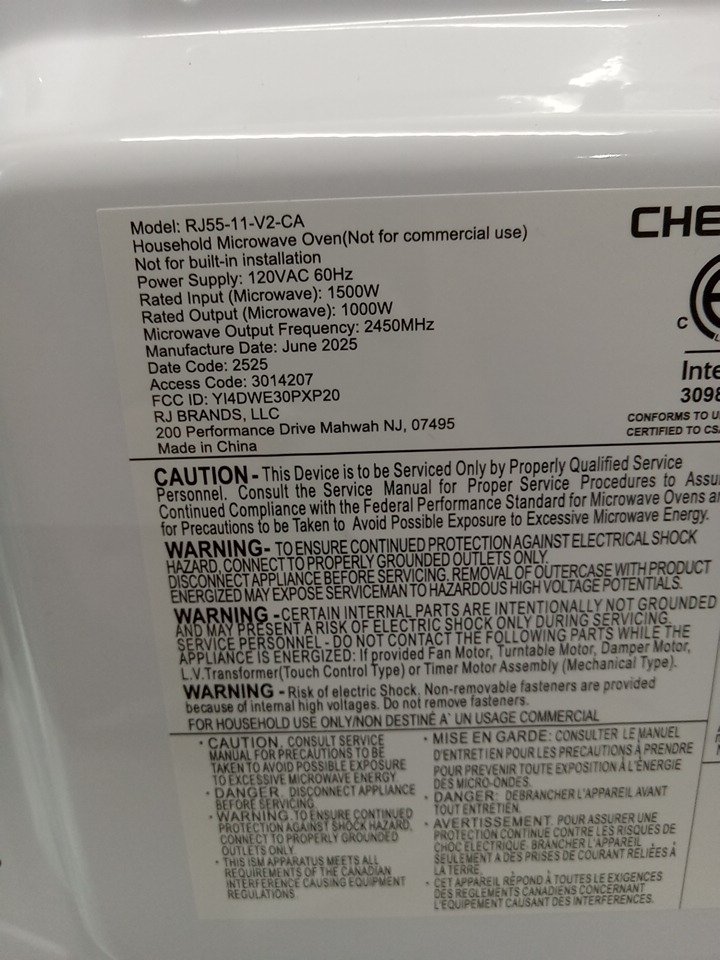 Model: RJ55-11-V2-CA
Household Microwave Oven(Not for commercial use)
Not for built-in installation
Power Supply: 120VAC 60Hz
Rated Input (Microwave): 1500W
Rated Output (Microwave): 1000W
Microwave Output Frequency: 2450MHz
Manufacture Date: June 2025
Date Code: 2525
Access Code: 3014207
FCC ID: YI4DWE30PXP20
RJ BRANDS, LLC
200 Performance Drive Mahwah NJ, 07495
Made in China
CHE
C
Inte
3098
CONFORMS TO U
CERTIFIED TO CS
CAUTION - This Device is to be Serviced Only by Properly Qualified Service
Personnel. Consult the Service Manual for Proper Service Procedures to Assu
Continued Compliance with the Federal Performance Standard for Microwave Ovens a
for Precautions to be Taken to Avoid Possible Exposure to Excessive Microwave Energy.
WARNING- TO ENSURE CONTINUED PROTECTION AGAINST ELECTRICAL SHOCK
HAZARD, CONNECT TO PROPERLY GROUNDED OUTLETS ONLY
DISCONNECT APPLIANCE BEFORE SERVICING, REMOVAL OF OUTERCASE WITH PRODUCT
ENERGIZED MAY EXPOSE SERVICEMAN TO HAZARDOUS HIGH VOLTAGE POTENTIALS.
WARNING -CERTAIN INTERNAL PARTS ARE INTENTIONALLY NOT GROUNDED
AND MAY PRESENT A RISK OF ELECTRIC SHOCK ONLY DURING SERVICING.
SERVICE PERSONNEL - DO NOT CONTACT THE FOLLOWING PARTS WHILE THE
APPLIANCE IS ENERGIZED: If provided Fan Motor, Turntable Motor, Damper Motor,
L.V.Transformer(Touch Control Type) or Timer Motor Assembly (Mechanical Type).
WARNING - Risk of electric Shock. Non-removable fasteners are provided
because of internal high voltages. Do not remove fasteners.
FOR HOUSEHOLD USE ONLY/NON DESTINÉ A` UN USAGE COMMERCIAL
• CAUTION. CONSULT SERVICE
MANUAL FOR PRECAUTIONS TO BE
TAKEN TO AVOID POSSIBLE EXPOSURE
TO EXCESSIVE MICROWAVE ENERGY
• DANGER. DISCONNECT APPLIANCE
BEFORE SERVICING
• WARNING. TO ENSURE CONTINUED
PROTECTION AGAINST SHOCK HAZARD,
CONNECT TO PROPERLY GROUNDED
OUTLETS ONLY.
• THIS ISM APPARATUS MEETS ALL
REQUIREMENTS OF THE CANADIAN
INTERFERENCE CAUSING EQUIPMENT
REGULATIONS.
• MISE EN GARDE: CONSULTER LE MANUEL
D'ENTRETIEN POUR LES PRECAUTIONS À PRENDRE
POUR PREVENIR TOUTE EXPOSITION À L'ÉNERGIE
DES MICRO-ONDES.
• DANGER: DEBRANCHER L'APPAREIL AVANT
TOUT ENTRETIEN.
• AVERTISSEMENT. POUR ASSURER UNE
PROTECTION CONTINUE CONTRE LES RISQUES DE
CHOC ELECTRIQUE. BRANCHER L'APPAREIL
SEULEMENT A DES PRISES DE COURANT RELIÉES À
LA TERRE.
• CET APPAREIL RÉPOND À TOUTES LE EXIGENCES
DES REGLEMENTS CANADIENS CONCERNANT
L'ÉQUIPEMENT CAUSANT DES INTERFERENCES.